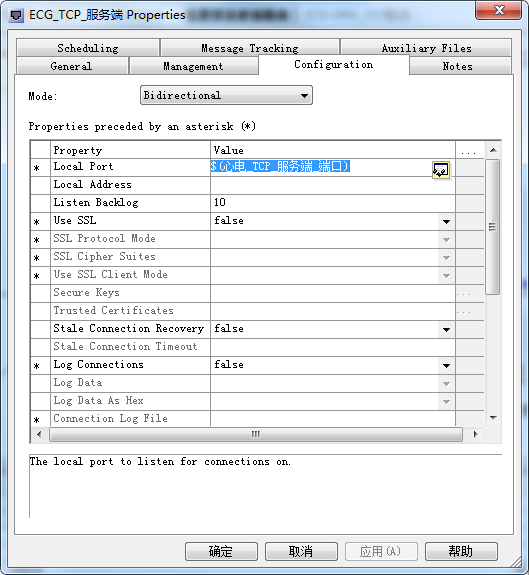 ECG_TCP_服务端 Properties
Scheduling Message Tracking Auxiliary Files
General Management Configuration Notes
Mode: Bidirectional
Properties preceded by an asterisk (*)
Property Value ...
* Local Port $(心电_TCP_服务端_端口)
Local Address
Listen Backlog 10
* Use SSL false
* SSL Protocol Mode
* SSL Cipher Suites
* Use SSL Client Mode
Secure Keys ...
Trusted Certificates ...
Stale Connection Recovery false
Stale Connection Timeout
* Log Connections false
Log Data
Log Data As Hex
* Connection Log File
The local port to listen for connections on.
确定 取消 应用(A) 帮助